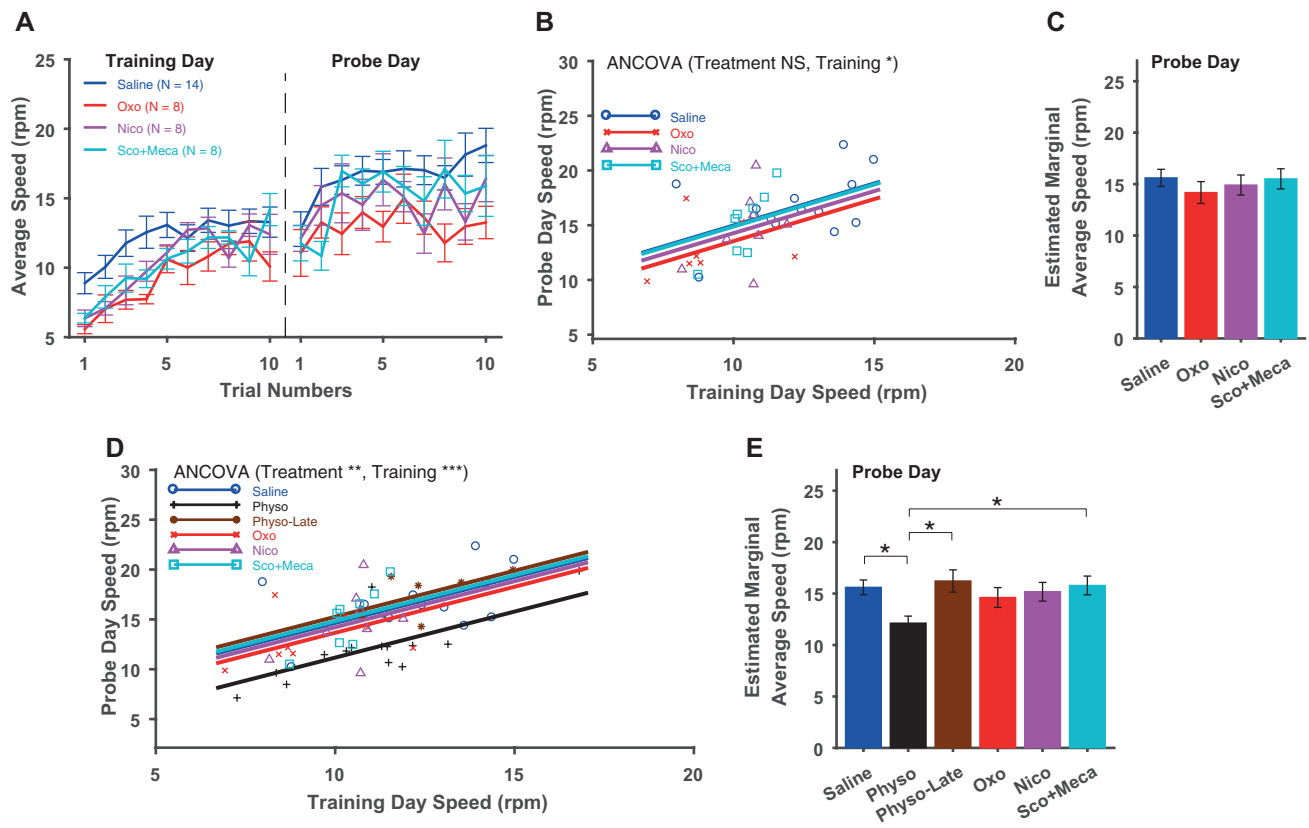 A
Training Day
Probe Day
Saline (N = 14)
Oxo (N = 8)
Nico (N = 8)
Sco+Meca (N = 8)
Average Speed (rpm)
25
20
15
10
5
1
5
10
1
5
10
Trial Numbers
B
ANCOVA (Treatment NS, Training *)
Saline
Oxo
Nico
Sco+Meca
Probe Day Speed (rpm)
30
25
20
15
10
5
5
10
15
20
Training Day Speed (rpm)
C
Probe Day
Estimated Marginal
Average Speed (rpm)
25
20
15
10
5
0
Saline
Oxo
Nico
Sco+Meca
D
ANCOVA (Treatment **, Training ***)
Saline
Physo
Physo-Late
Oxo
Nico
Sco+Meca
Probe Day Speed (rpm)
30
25
20
15
10
5
5
10
15
20
Training Day Speed (rpm)
E
Probe Day
Estimated Marginal
Average Speed (rpm)
25
20
15
10
5
0
*
*
*
Saline
Physo
Physo-Late
Oxo
Nico
Sco+Meca